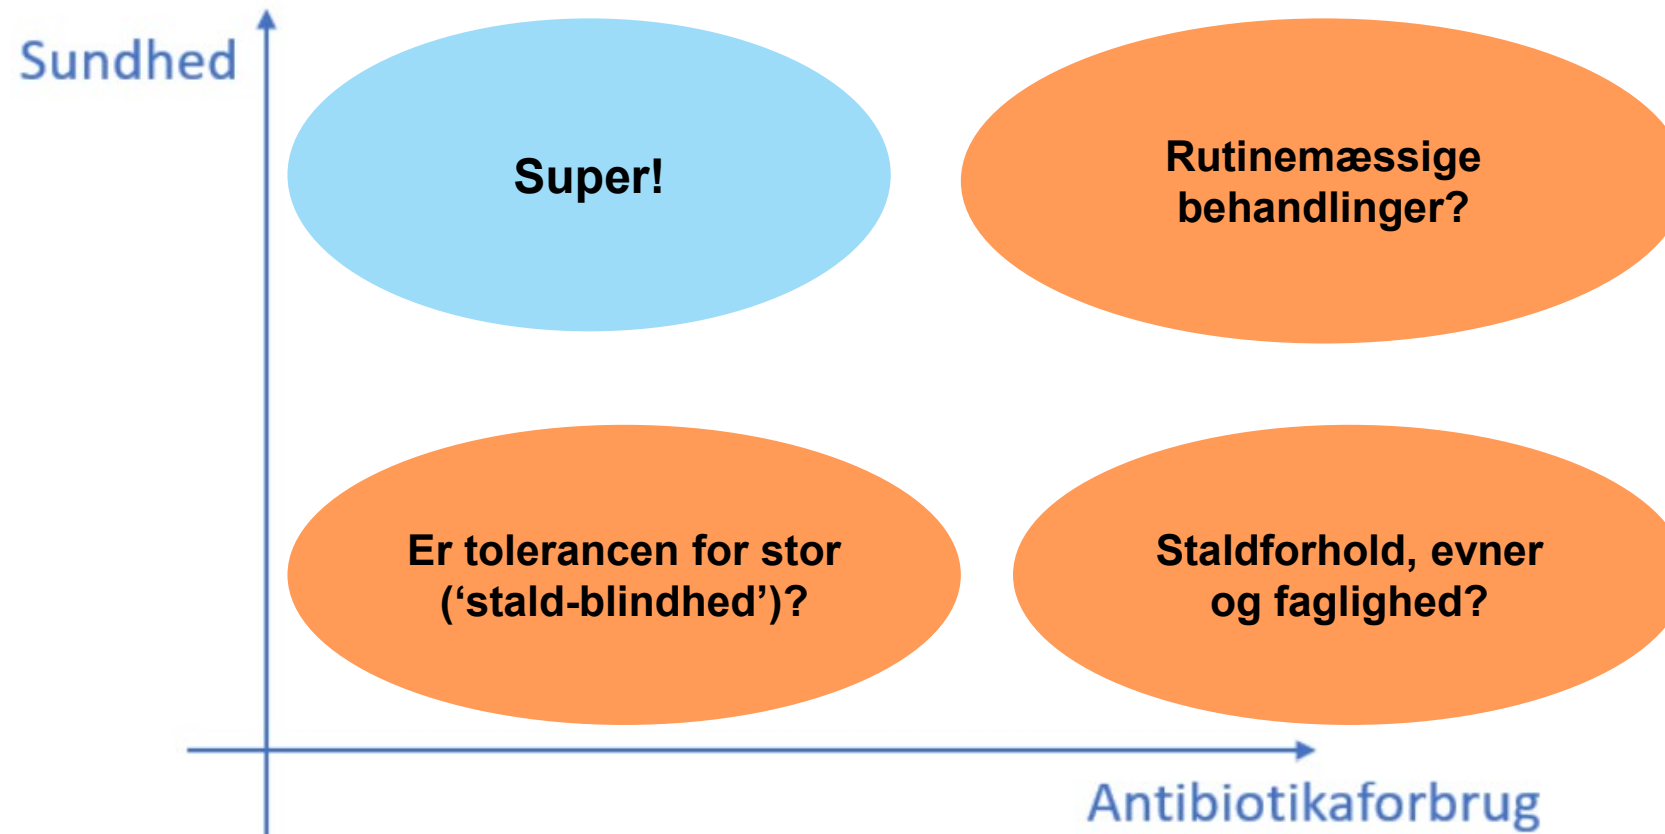 Sundhed
Super!
Rutinemæssige
behandlinger?
Er tolerancen for stor
(‘stald-blindhed’)?
Staldforhold, evner
og faglighed?
Antibiotikaforbrug